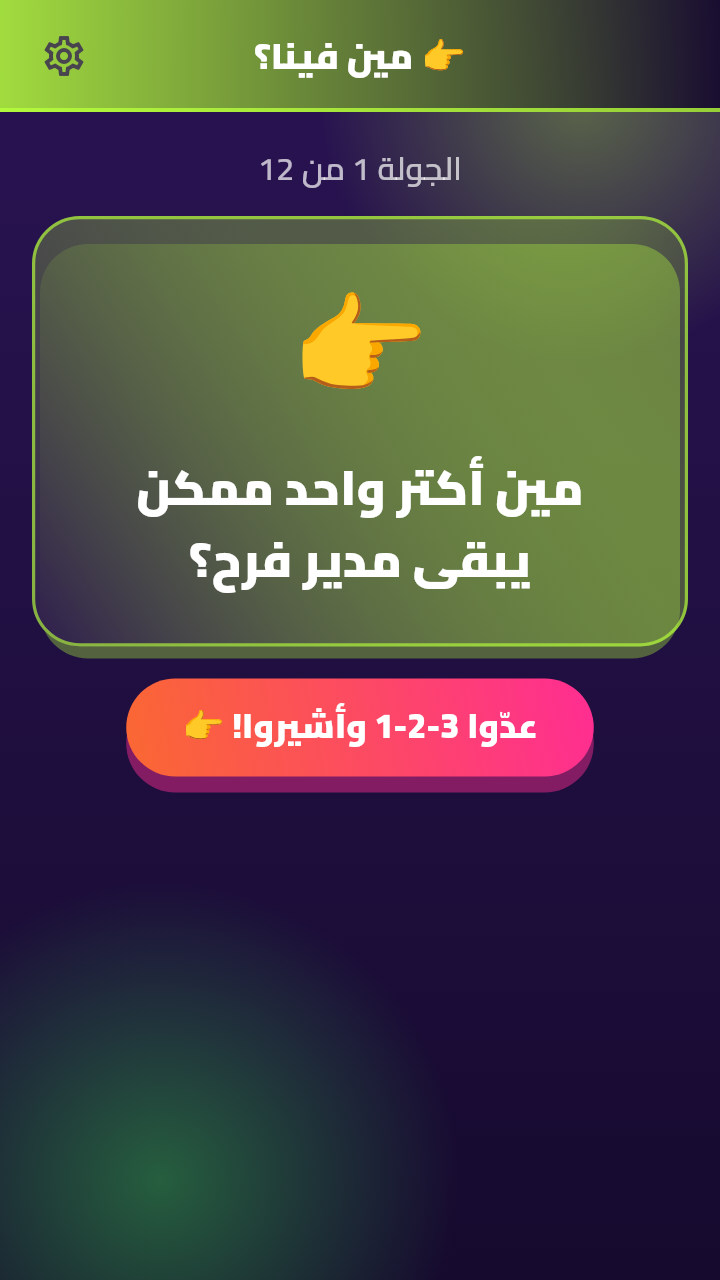 👉 مين فينا؟
الجولة 1 من 12
مين أكتر واحد ممكن
يبقى مدير فرح؟
عدّوا 3-2-1 وأشيروا! 👉